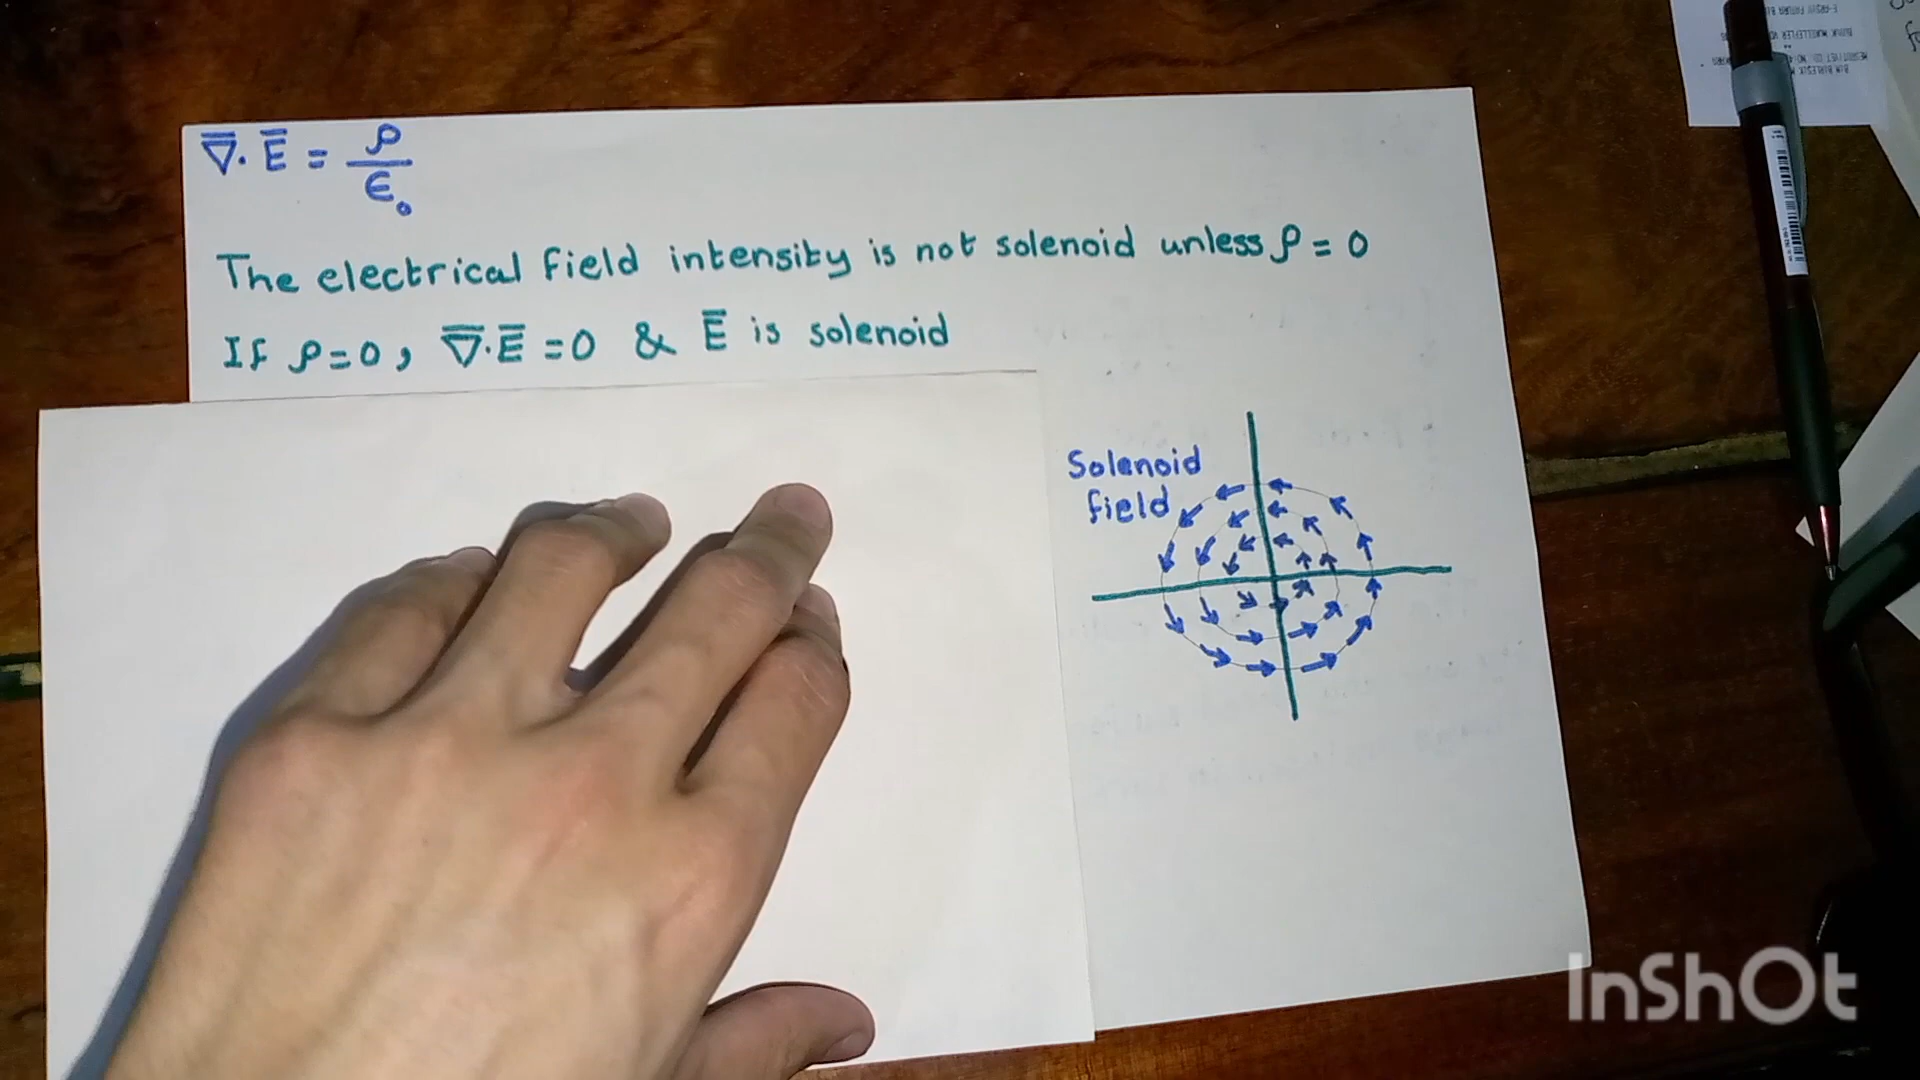 ∇̅·E̅ = ρ/ε₀
The electrical field intensity is not solenoid unless ρ = 0
If ρ=0, ∇̅·E̅ =0 & E̅ is solenoid
Solenoid
field
InShOt